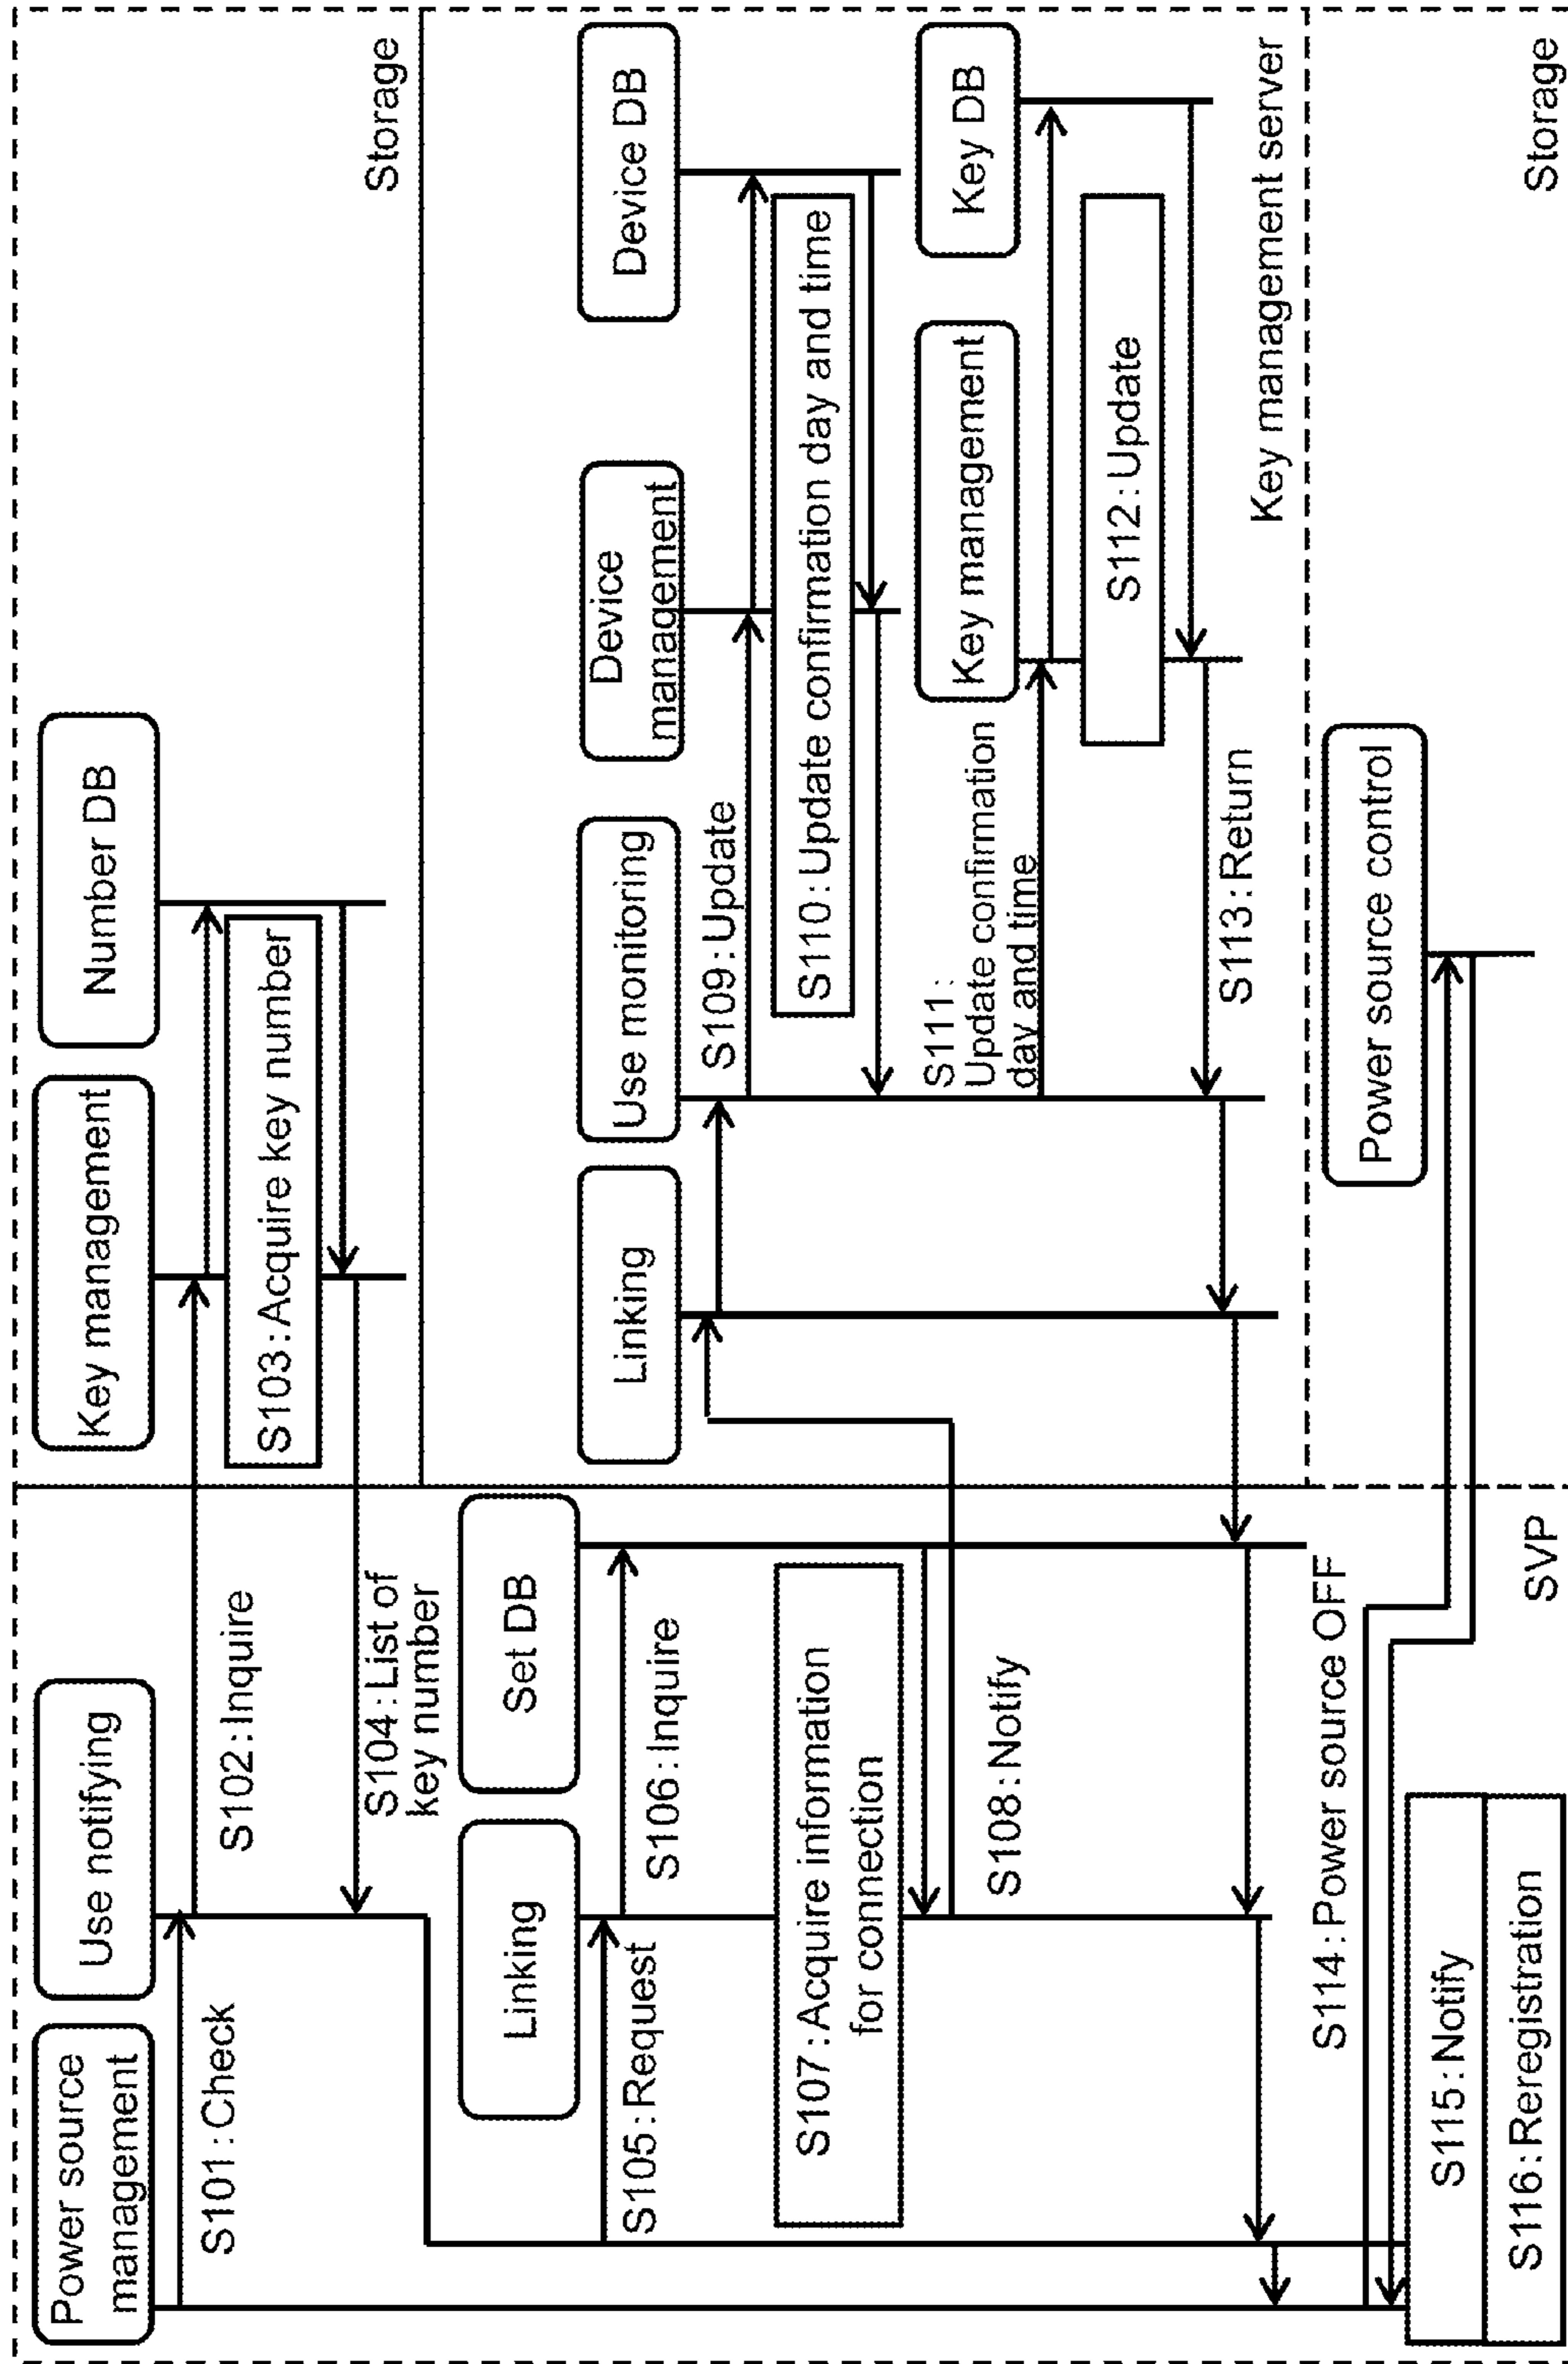 Power source
management
Use notifying
Key management
Number DB
S101:Check
S102:Inquire
S103:Acquire key number
S104:List of
key number
Storage
Linking
Set DB
Linking
Use monitoring
Device
management
Device DB
S105:Request
S106:Inquire
S107:Acquire information
for connection
S108:Notify
S109:Update
S110:Update confirmation day and time
Key management
Key DB
S111:
Update confirmation
day and time
S112:Update
S113:Return
Key management server
S114:Power source OFF
Power source control
S115:Notify
S116:Reregistration
SVP
Storage